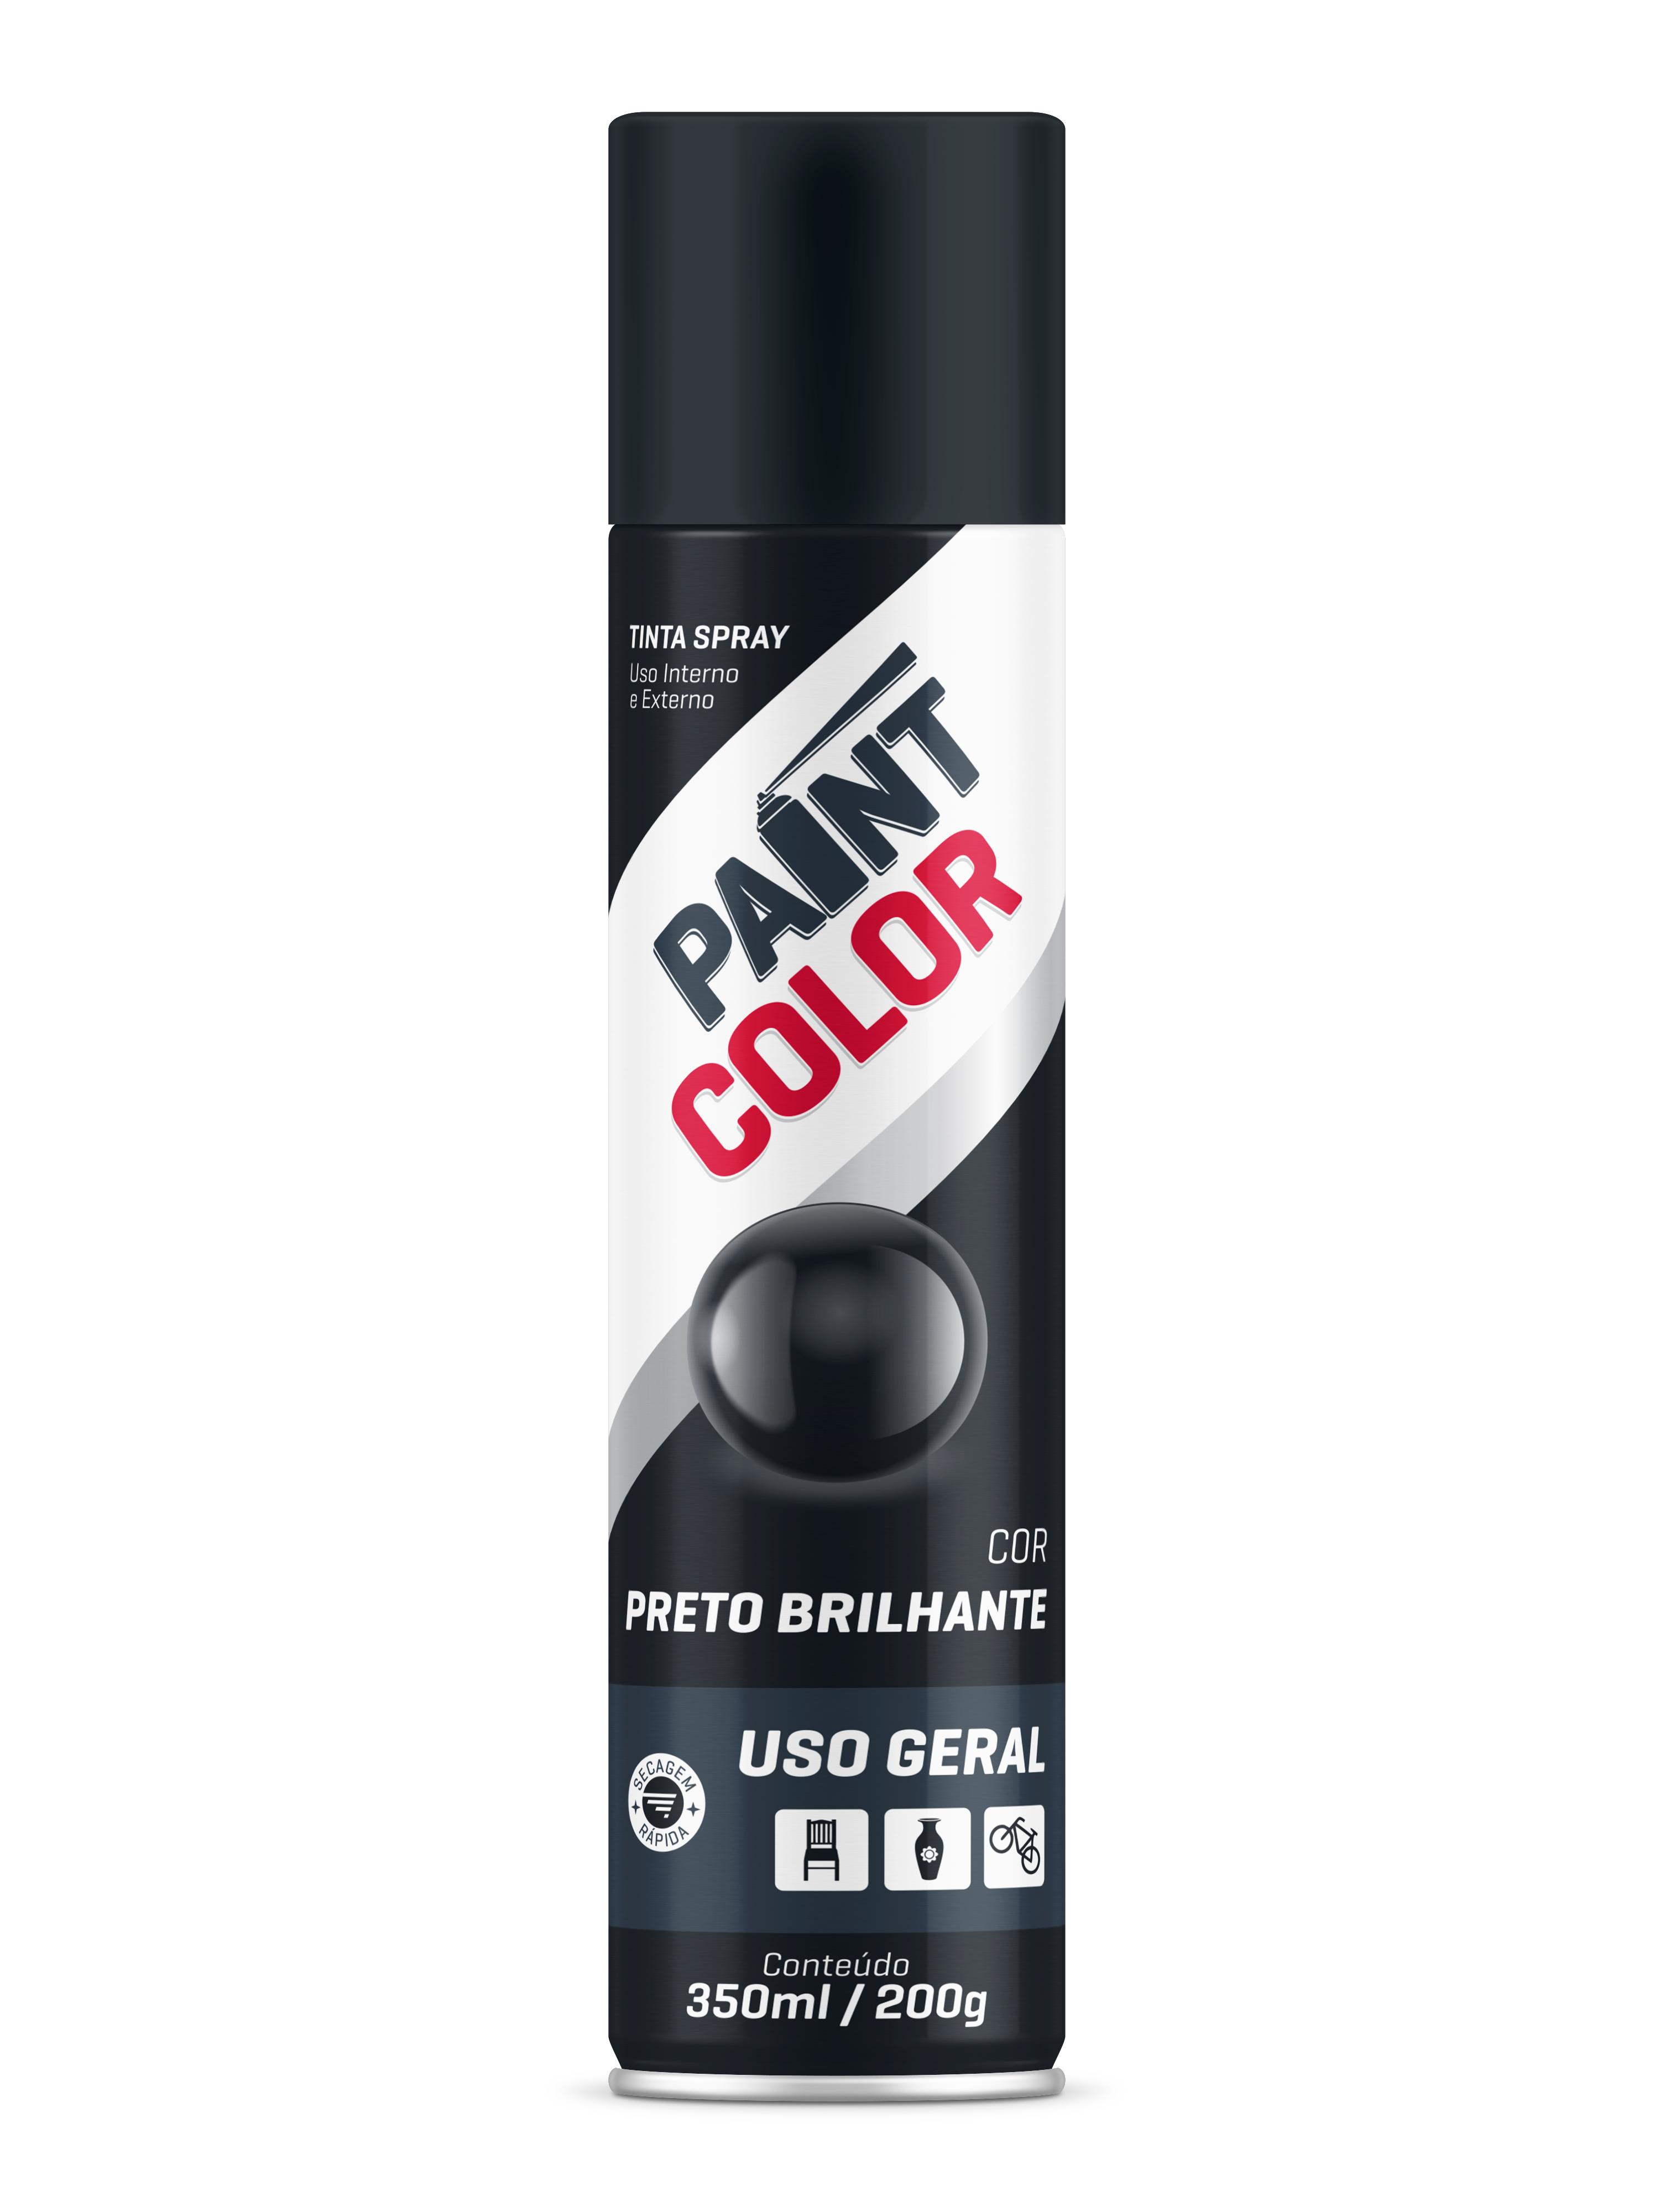 TINTA SPRAY
Uso Interno
e Externo
PAINT
COLOR
COR
PRETO BRILHANTE
USO GERAL
SECAGEM
RÁPIDA
Conteúdo
350ml / 200g